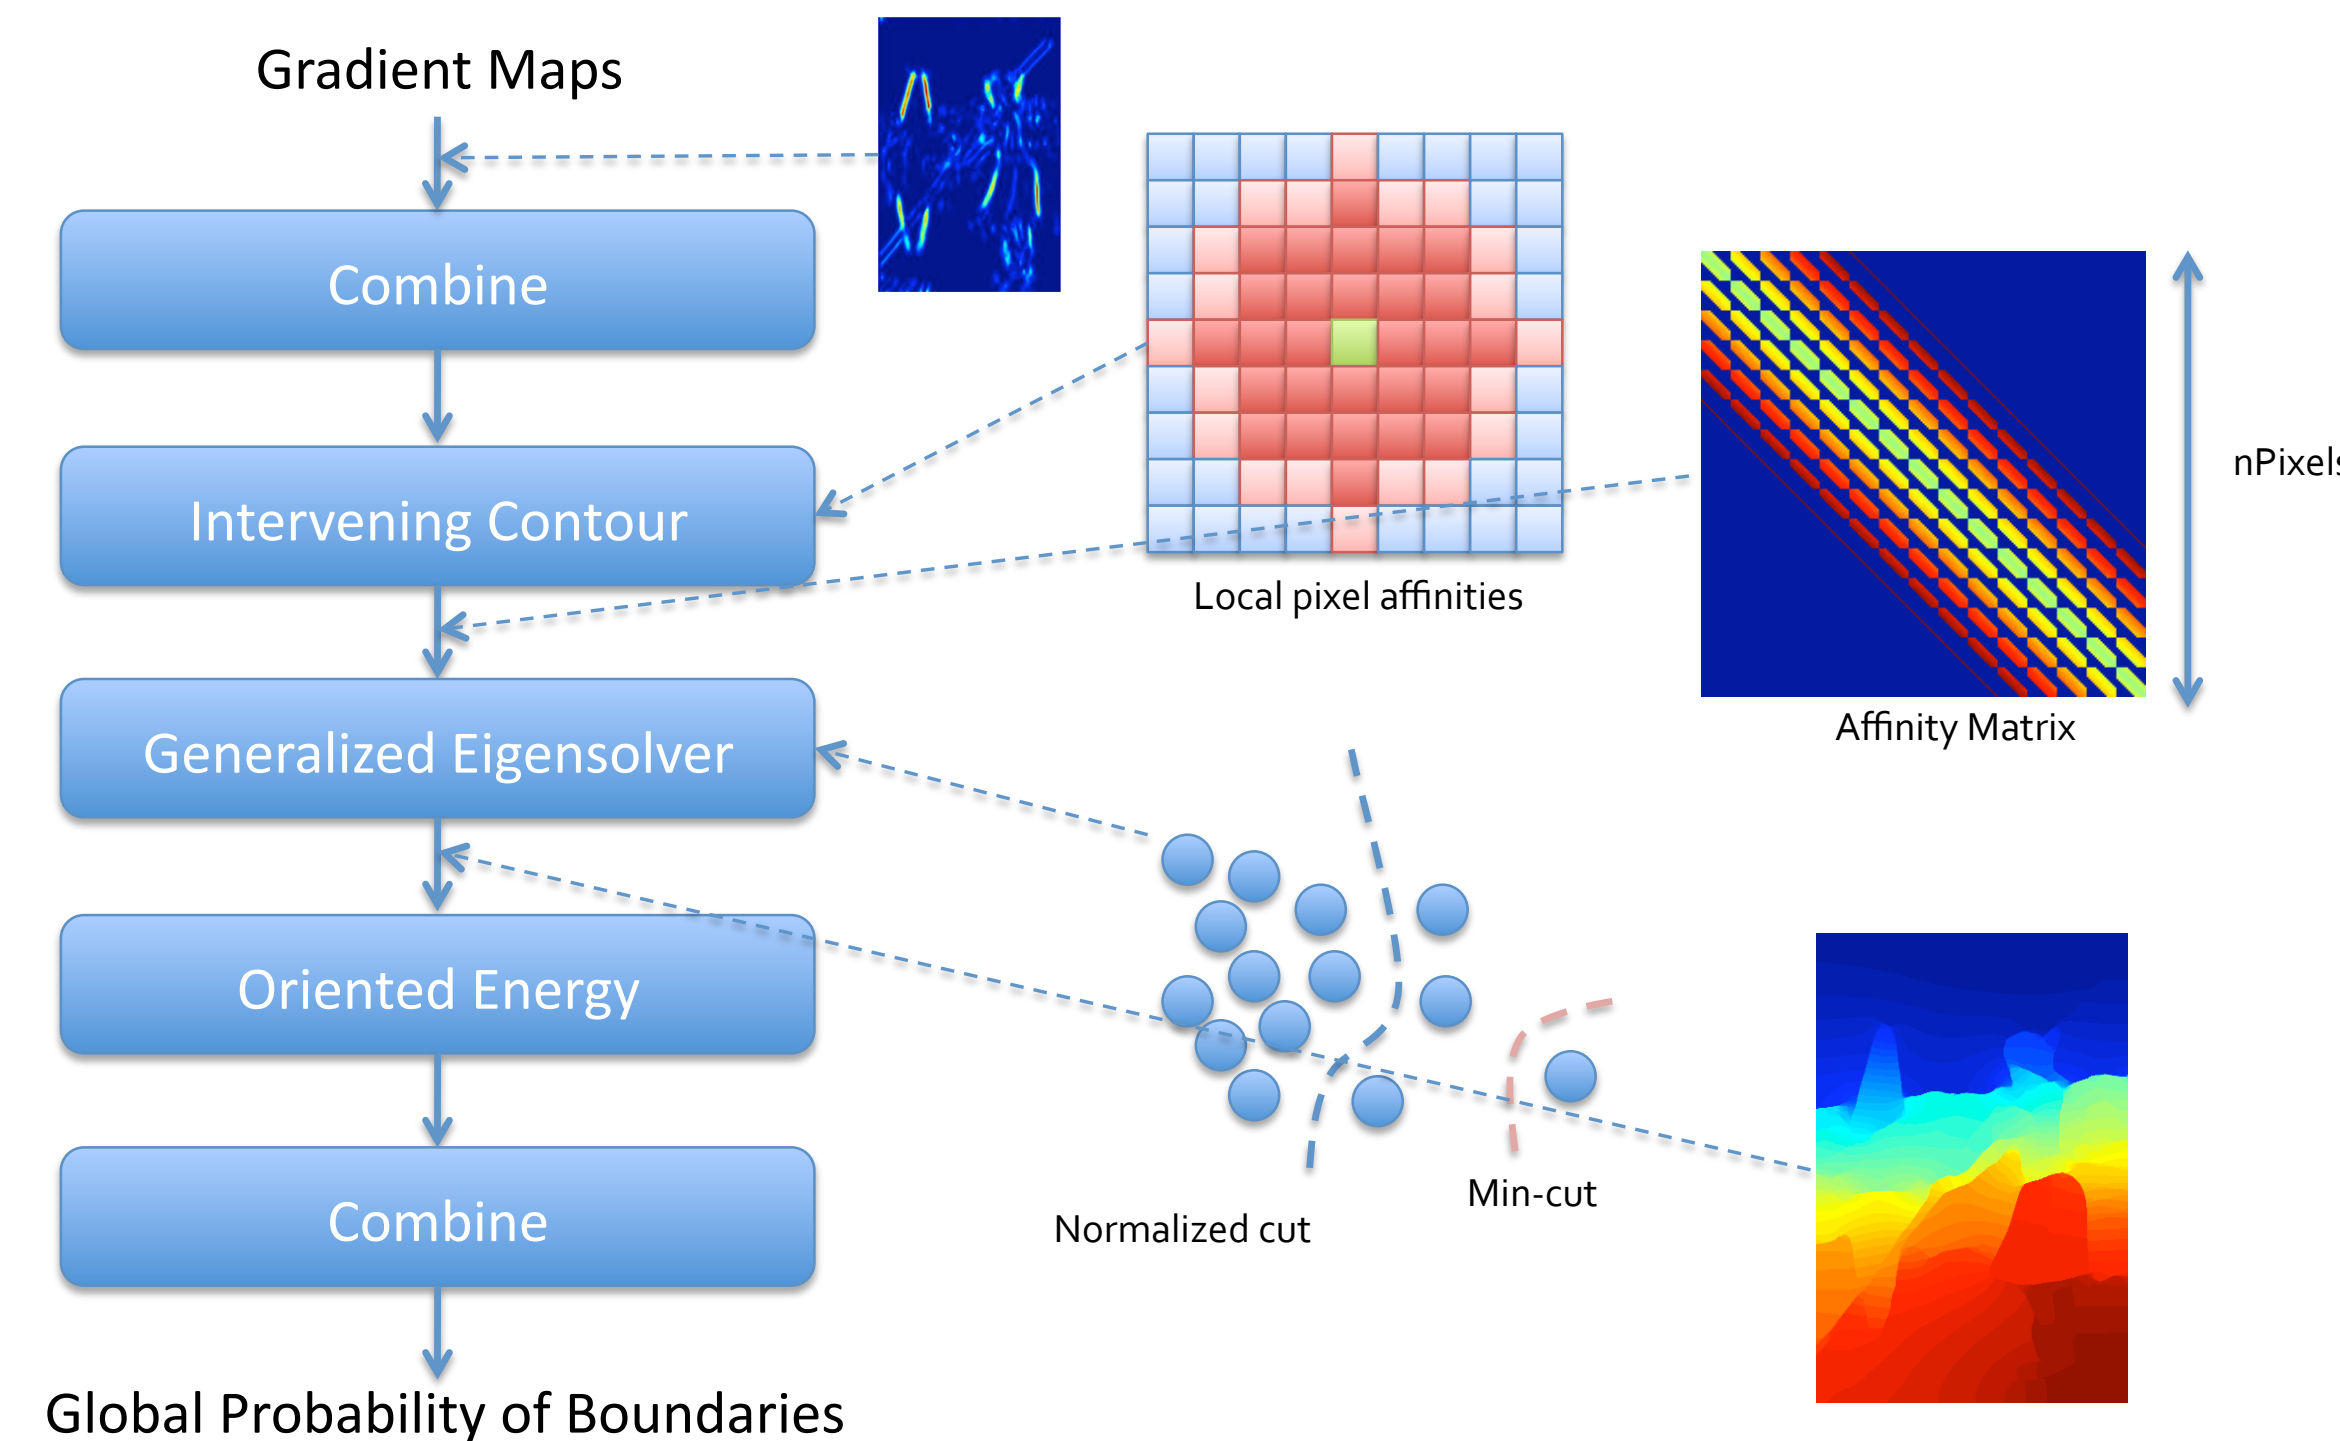 Gradient Maps
Combine
Intervening Contour
Generalized Eigensolver
Oriented Energy
Combine
Global Probability of Boundaries
Local pixel affinities
nPixels
Affinity Matrix
Normalized cut
Min-cut